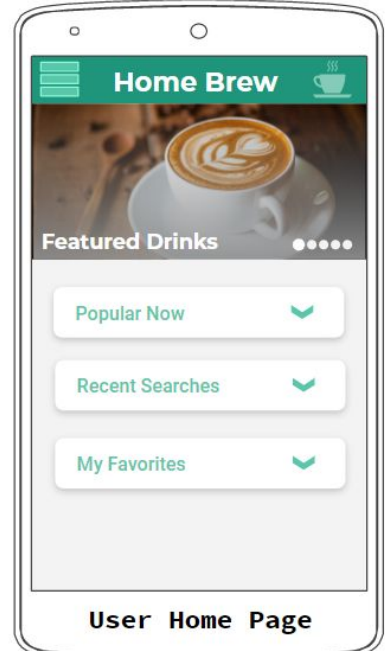 Home Brew
Featured Drinks
Popular Now
Recent Searches
My Favorites
User Home Page